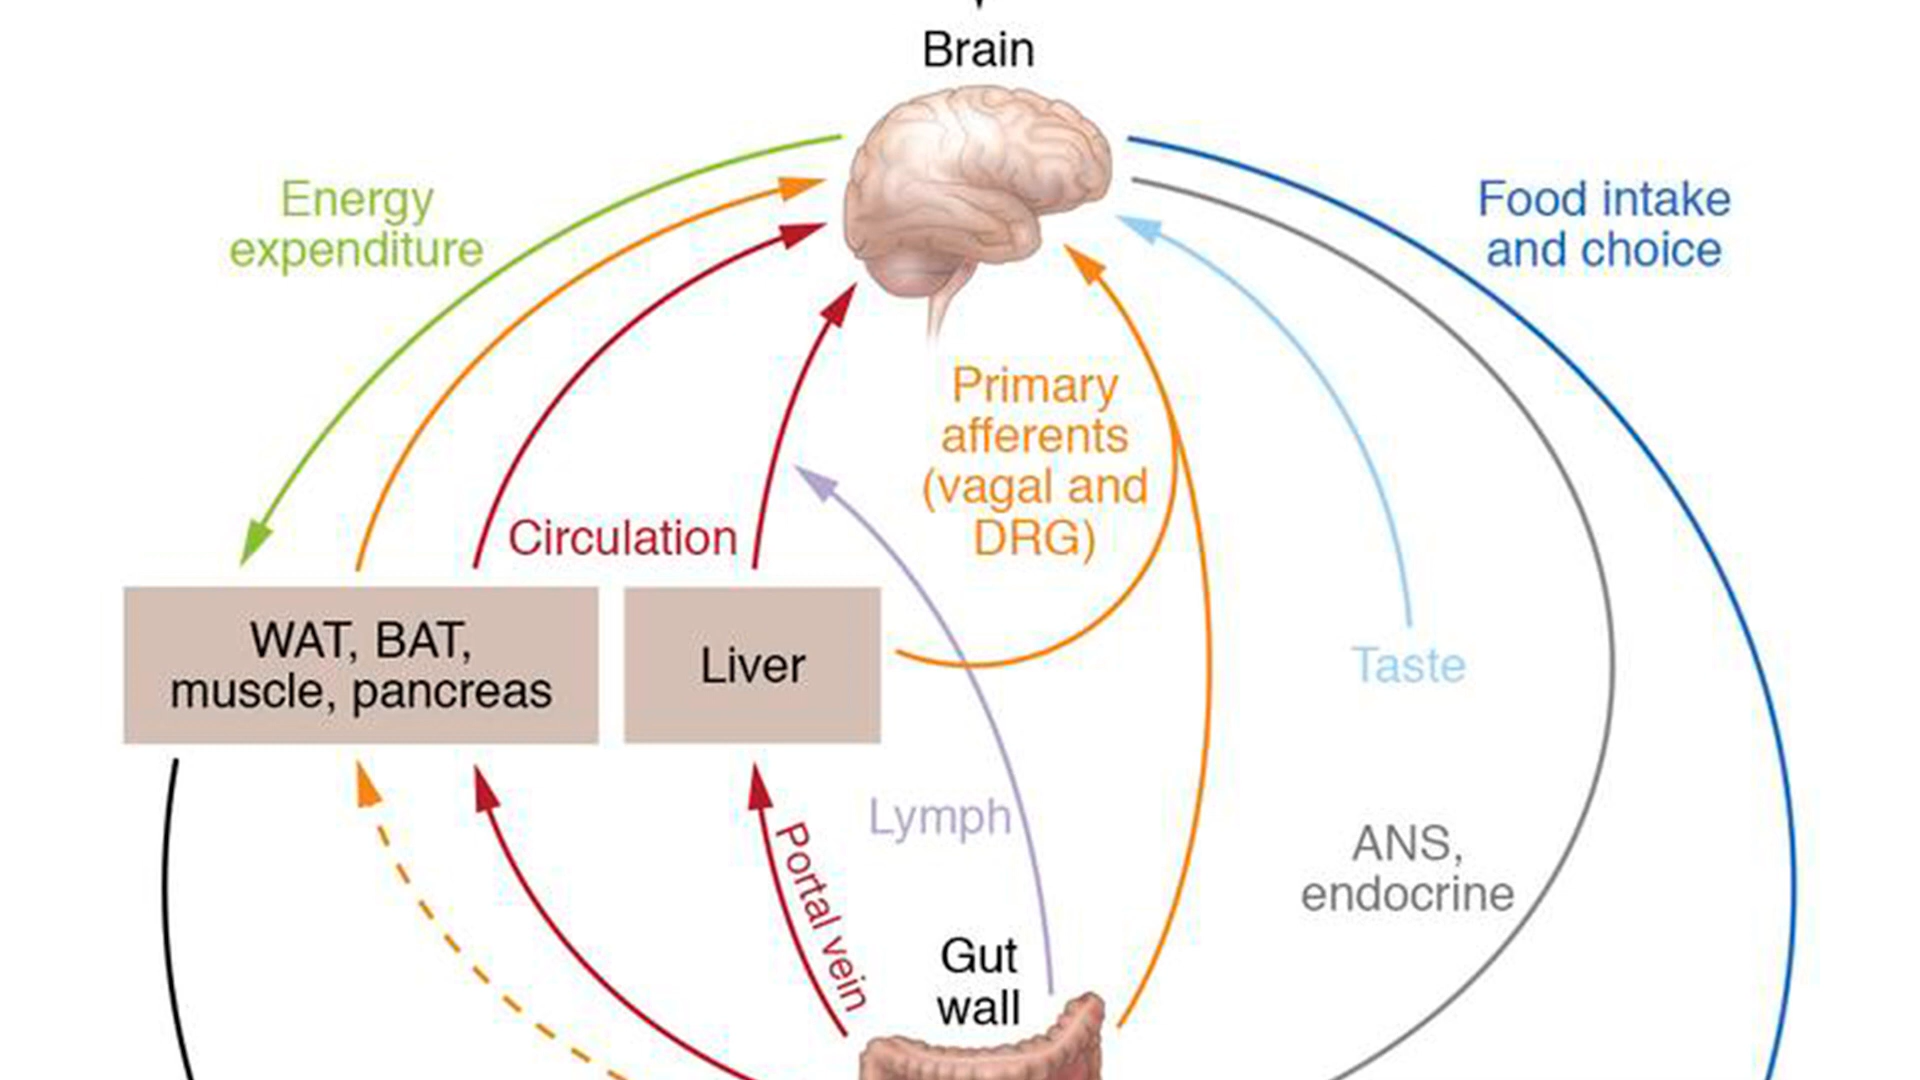 Brain
Energy
expenditure
Food intake
and choice
Primary
afferents
(vagal and
DRG)
Circulation
WAT, BAT,
muscle, pancreas
Liver
Taste
Lymph
Portal vein
ANS,
endocrine
Gut
wall